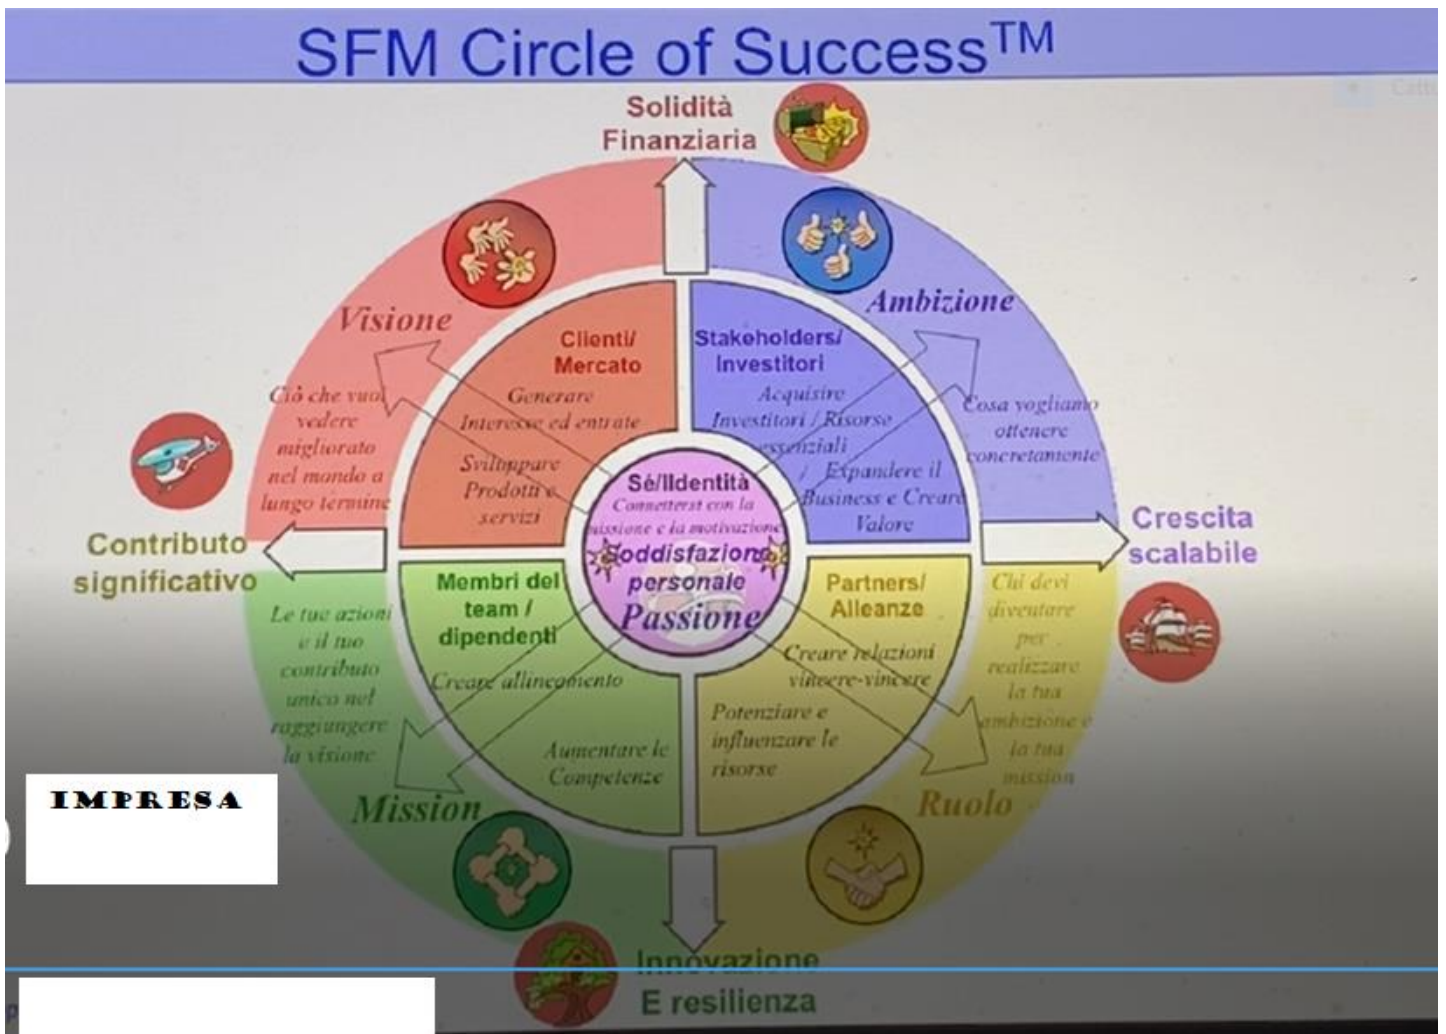 SFM Circle of Success™
Solidità
Finanziaria
Visione
Ambizione
Clienti/
Mercato
Generare
Interesse ed entrate
Sviluppare
Prodotti e
servizi
Stakeholders/
Investitori
Acquisire
Investitori / Risorse
essenziali
/ Expandere il
Business e Creare
Valore
Ciò che vuoi
vedere
migliorato
nel mondo a
lungo termine
Cosa vogliamo
ottenere
concretamente
Contributo
significativo
Crescita
scalabile
Sé/IIdentità
Connettersi con la
missione e la motivazione
Soddisfazione
personale
Passione
Membri del
team /
dipendenti
Creare allineamento
Aumentare le
Competenze
Partners/
Alleanze
Creare relazioni
vincere-vincere
Potenziare e
influenzare le
risorse
Le tue azioni
e il tuo
contributo
unico nel
raggiungere
la visione
Chi devi
diventare
per
realizzare
la tua
ambizione e
la tua
mission
Mission
Ruolo
IMPRESA
Innovazione
E resilienza